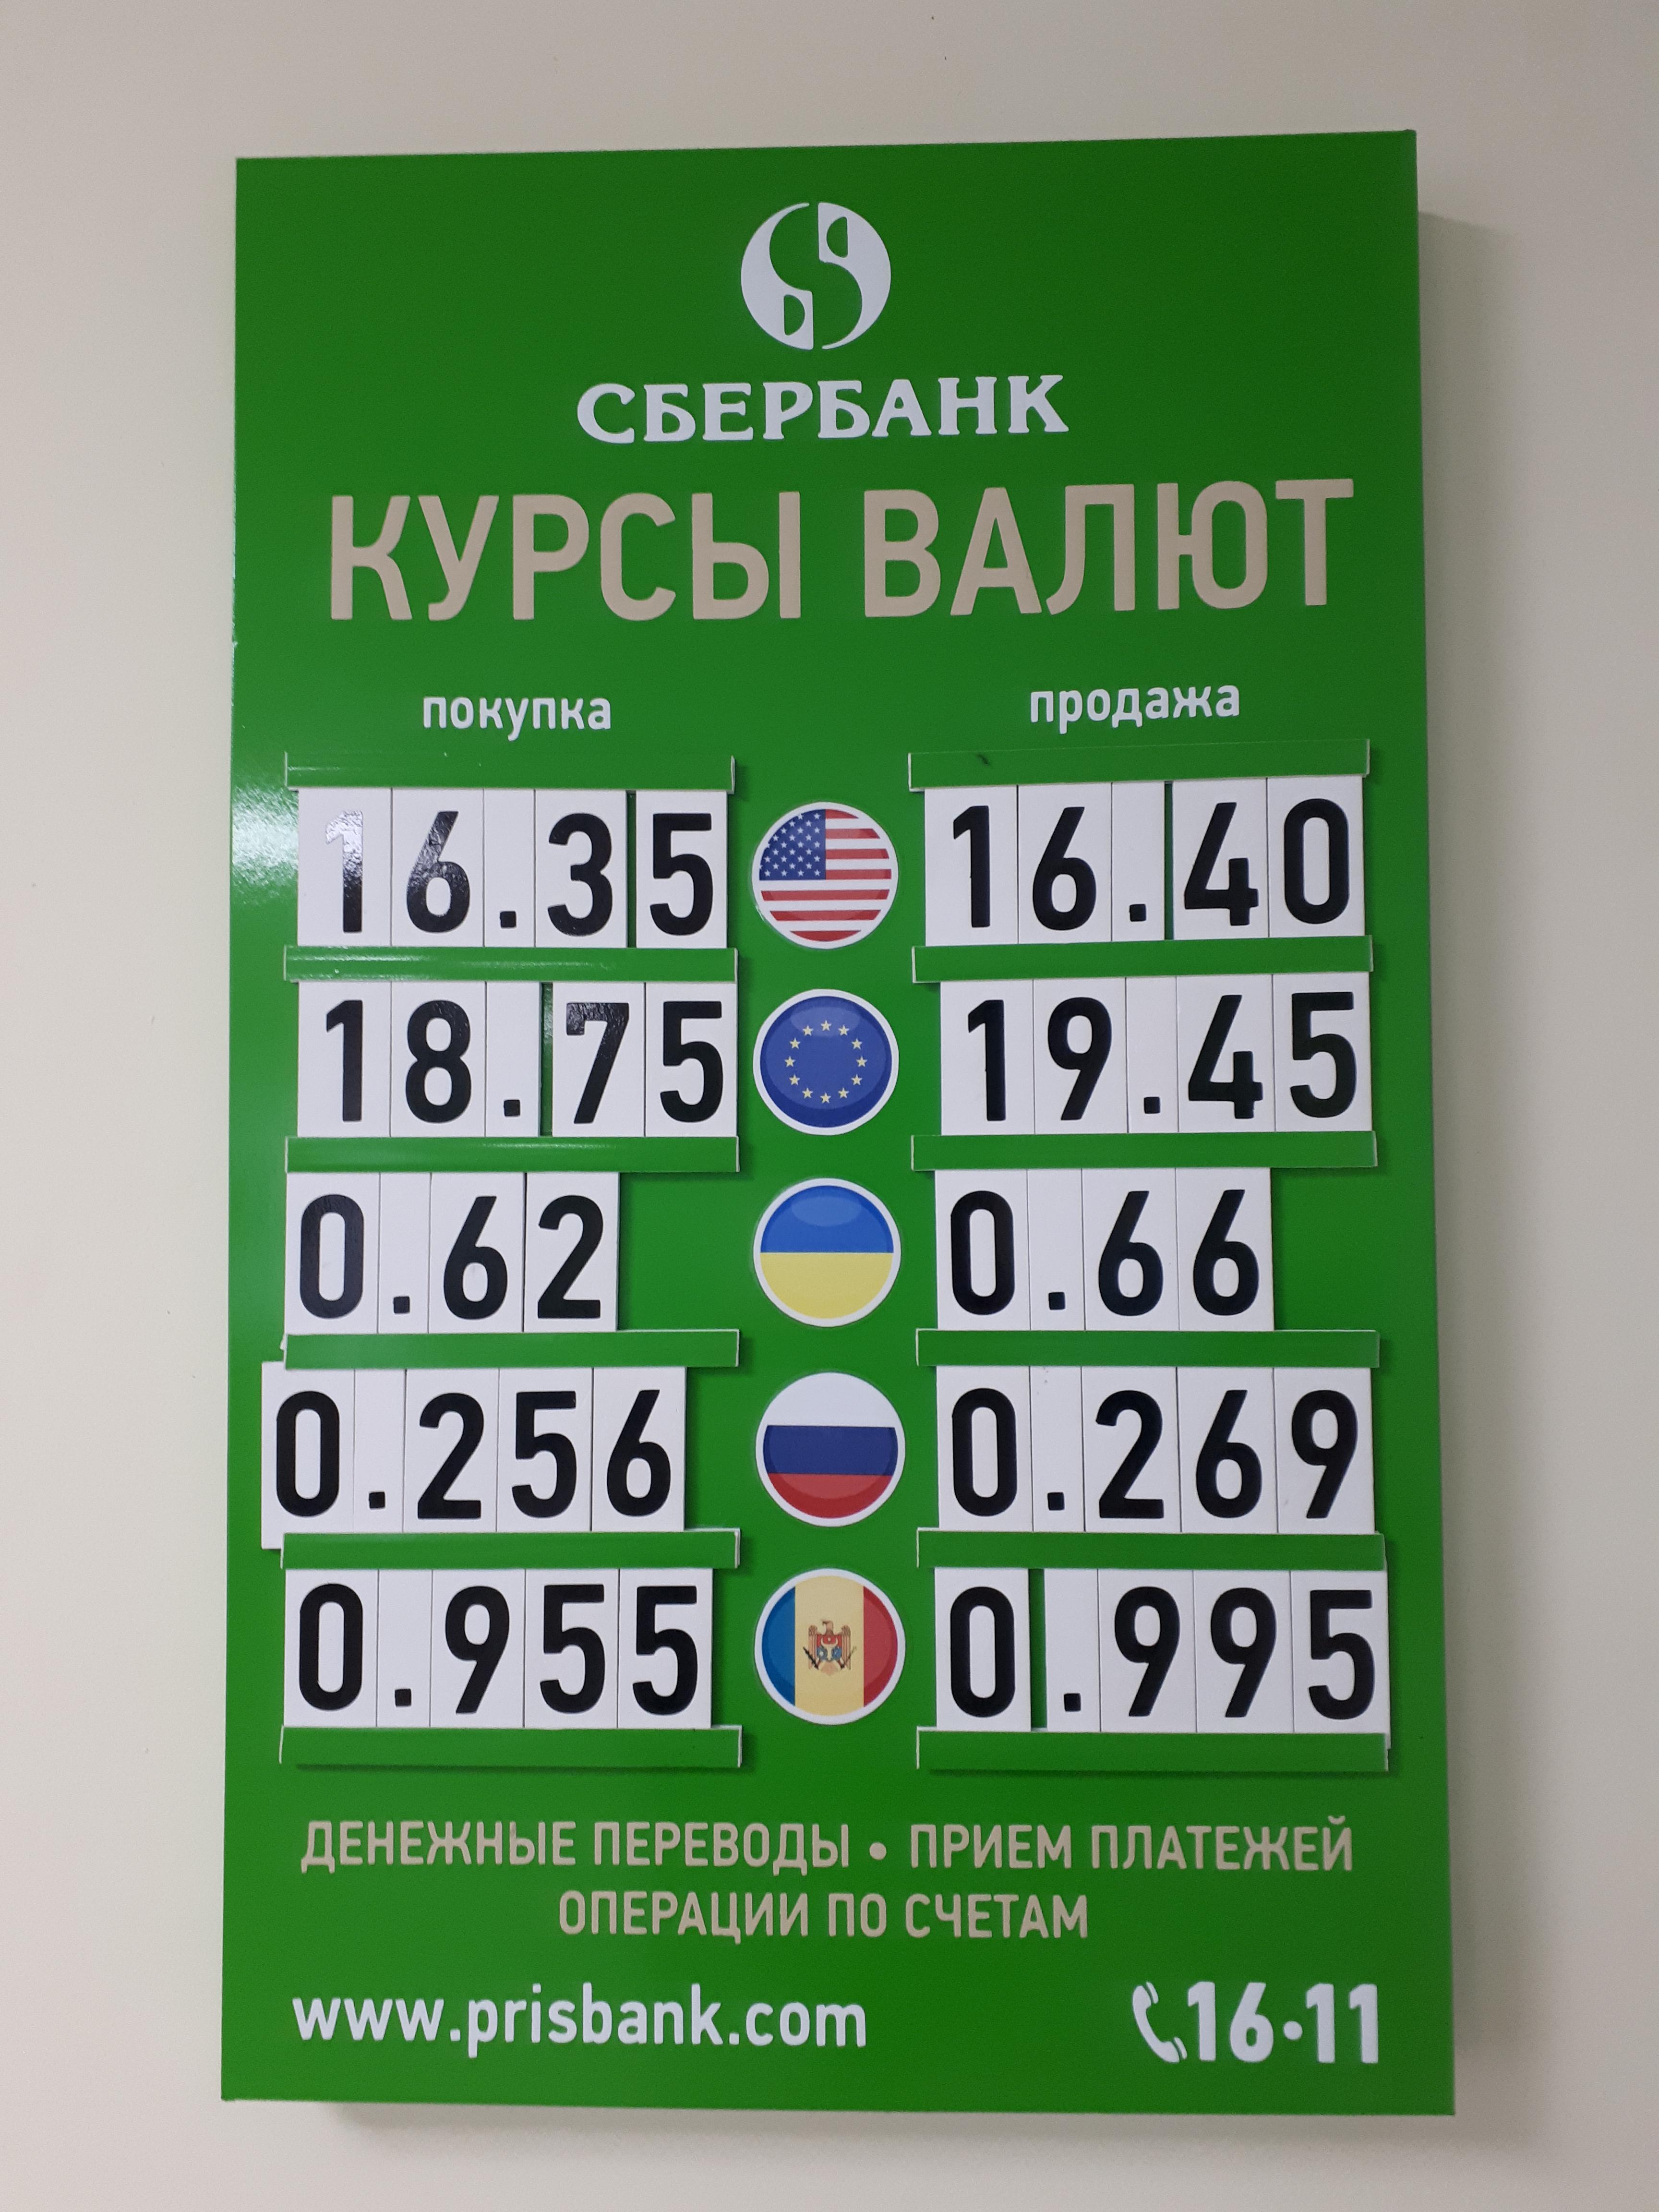 СБЕРБАНК
КУРСЫ ВАЛЮТ
покупка продажа
16.35 16.40
18.75 19.45
0.62 0.66
0.256 0.269
0.955 0.995
ДЕНЕЖНЫЕ ПЕРЕВОДЫ • ПРИЕМ ПЛАТЕЖЕЙ
ОПЕРАЦИИ ПО СЧЕТАМ
www.prisbank.com 16•11